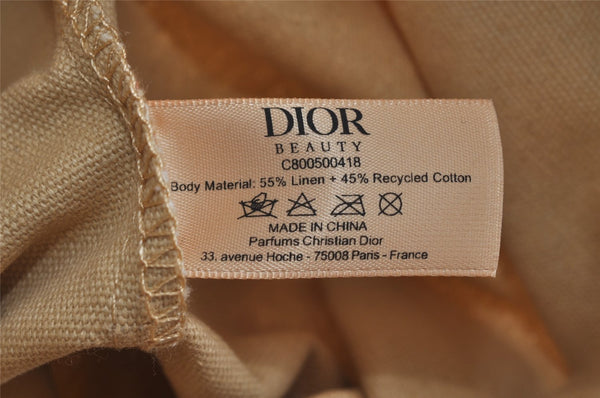 DIOR
BEAUTY
C800500418
Body Material: 55% Linen + 45% Recycled Cotton
MADE IN CHINA
Parfums Christian Dior
33, avenue Hoche - 75008 Paris - France